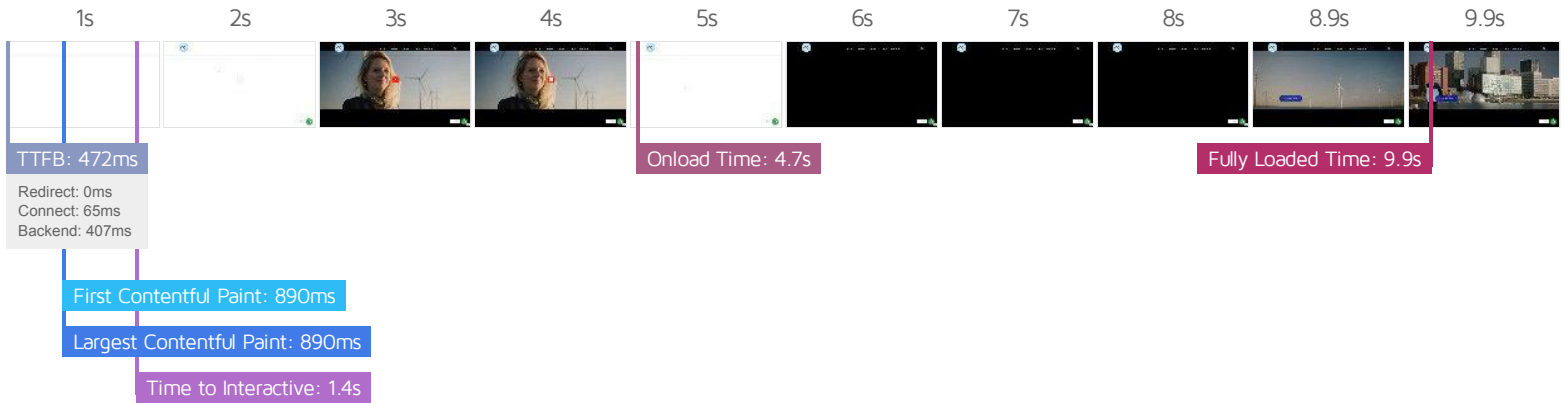 1s 2s 3s 4s 5s 6s 7s 8s 8.9s 9.9s
TTFB: 472ms Onload Time: 4.7s Fully Loaded Time: 9.9s
Redirect: 0ms
Connect: 65ms
Backend: 407ms
First Contentful Paint: 890ms
Largest Contentful Paint: 890ms
Time to Interactive: 1.4s